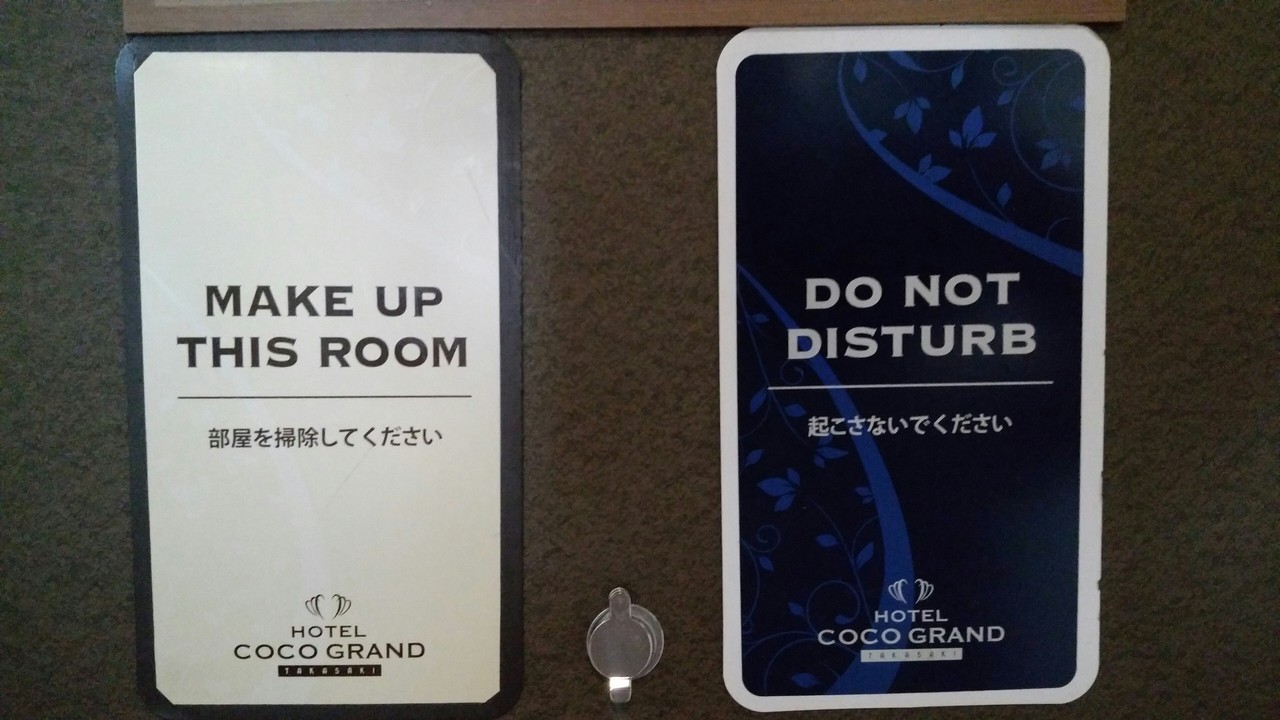 MAKE UP
THIS ROOM
部屋を掃除してください
HOTEL
COCO GRAND
TAKASAKI
DO NOT
DISTURB
起こさないでください
HOTEL
COCO GRAND
TAKASAKI